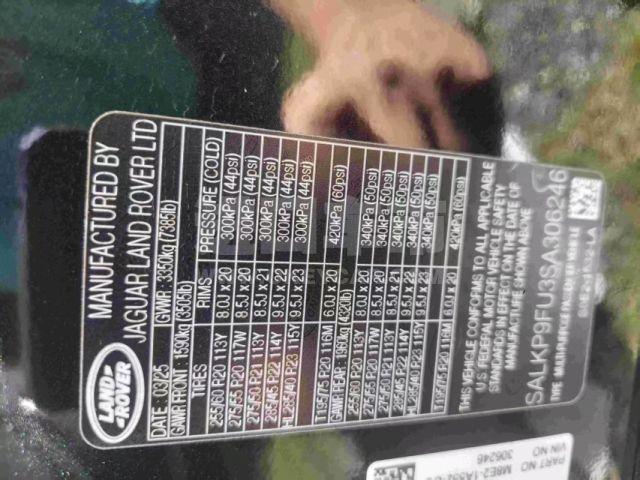 LAND ROVER
MANUFACTURED BY
JAGUAR LAND ROVER LTD
DATE : 03/25 GVWR: 3350kg (7385lb)
GAWR FRONT : 1590kg (3505lb)
TIRES RIMS PRESSURE (COLD)
255/60 R20 113Y 8.0J x 20 300kPA (44psi)
275/55 R20 117W 8.5J x 20 300kPA (44psi)
275/50 R21 113Y 8.5J x 21 300kPA (44psi)
285/45 R22 114Y 9.5J x 22 300kPA (44psi)
HL285/40 R23 115Y 9.5J x 23 300kPA (44psi)
T195/75 R20 116M 6.0J x 20 420kPA (60psi)
GAWR REAR: 1960kg (4320lb)
255/60 R20 113Y 8.0J x 20 340kPA (50psi)
275/55 R20 117W 8.5J x 20 340kPA (50psi)
275/50 R21 113Y 8.5J x 21 340kPA (50psi)
285/45 R22 114Y 9.5J x 22 340kPA (50psi)
HL285/40 R23 115Y 9.5J x 23 340kPA (50psi)
T195/75 R20 116M 6.0J x 20 420kPA (60psi)
THIS VEHICLE CONFORMS TO ALL APPLICABLE
U.S FEDERAL MOTOR VEHICLE SAFETY
STANDARDS IN EFFECT ON THE DATE OF
MANUFACTURE SHOWN ABOVE
SALKP9FU3SA306246
PART NO
VIN NO
306246